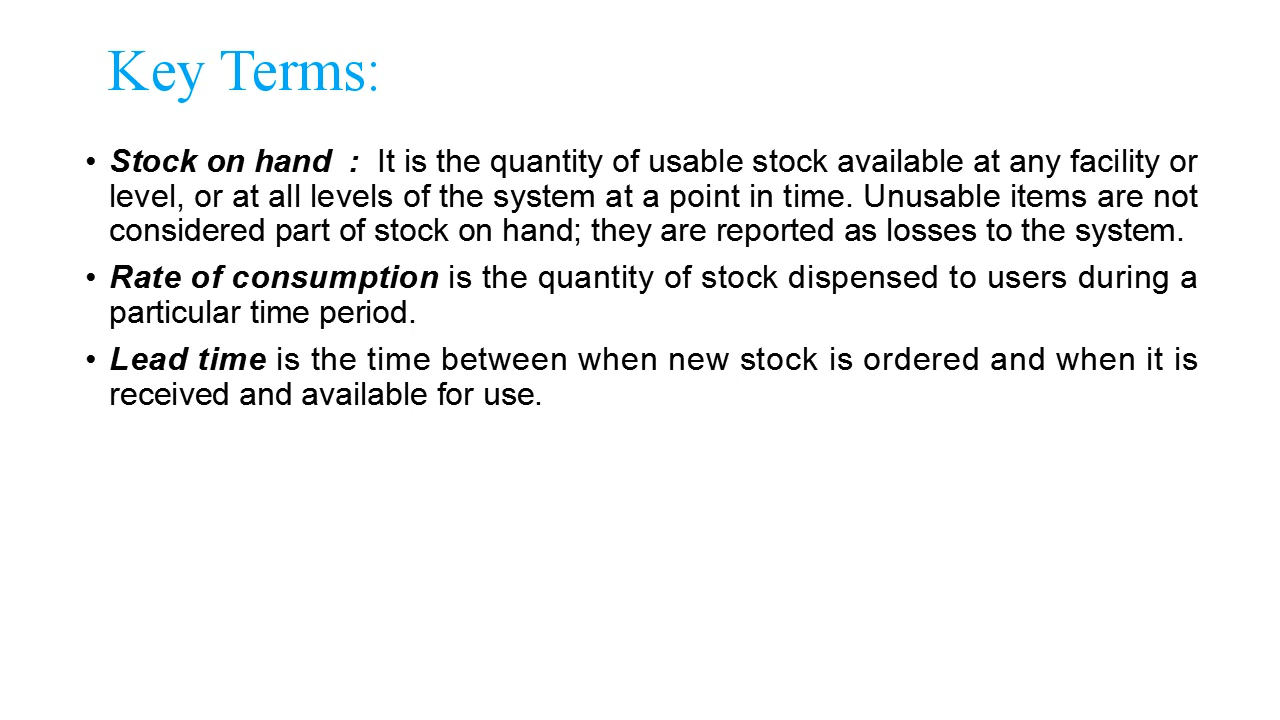 Key Terms:
• Stock on hand : It is the quantity of usable stock available at any facility or
level, or at all levels of the system at a point in time. Unusable items are not
considered part of stock on hand; they are reported as losses to the system.
• Rate of consumption is the quantity of stock dispensed to users during a
particular time period.
• Lead time is the time between when new stock is ordered and when it is
received and available for use.